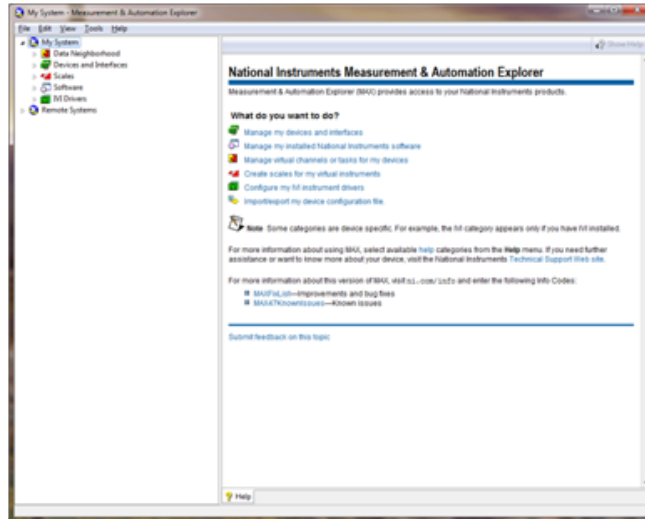 My System - Measurement & Automation Explorer
File Edit View Tools Help
My System
Data Neighborhood
Devices and Interfaces
Scales
Software
IVI Drivers
Remote Systems
Show Help
National Instruments Measurement & Automation Explorer
Measurement & Automation Explorer (MAX) provides access to your National Instruments products.
What do you want to do?
Manage my devices and interfaces
Manage my installed National Instruments software
Manage virtual channels or tasks for my devices
Create scales for my virtual instruments
Configure my IVI instrument drivers
Import/export my device configuration file.
Note Some categories are device specific. For example, the IVI category appears only if you have IVI installed.
For more information about using MAX, select available help categories from the Help menu. If you need further
assistance or want to know more about your device, visit the National Instruments Technical Support Web site.
For more information about this version of MAX, visit ni.com/info and enter the following Info Codes:
MAXFixList—Improvements and bug fixes
MAX47KnownIssues—Known issues
Submit feedback on this topic
Help